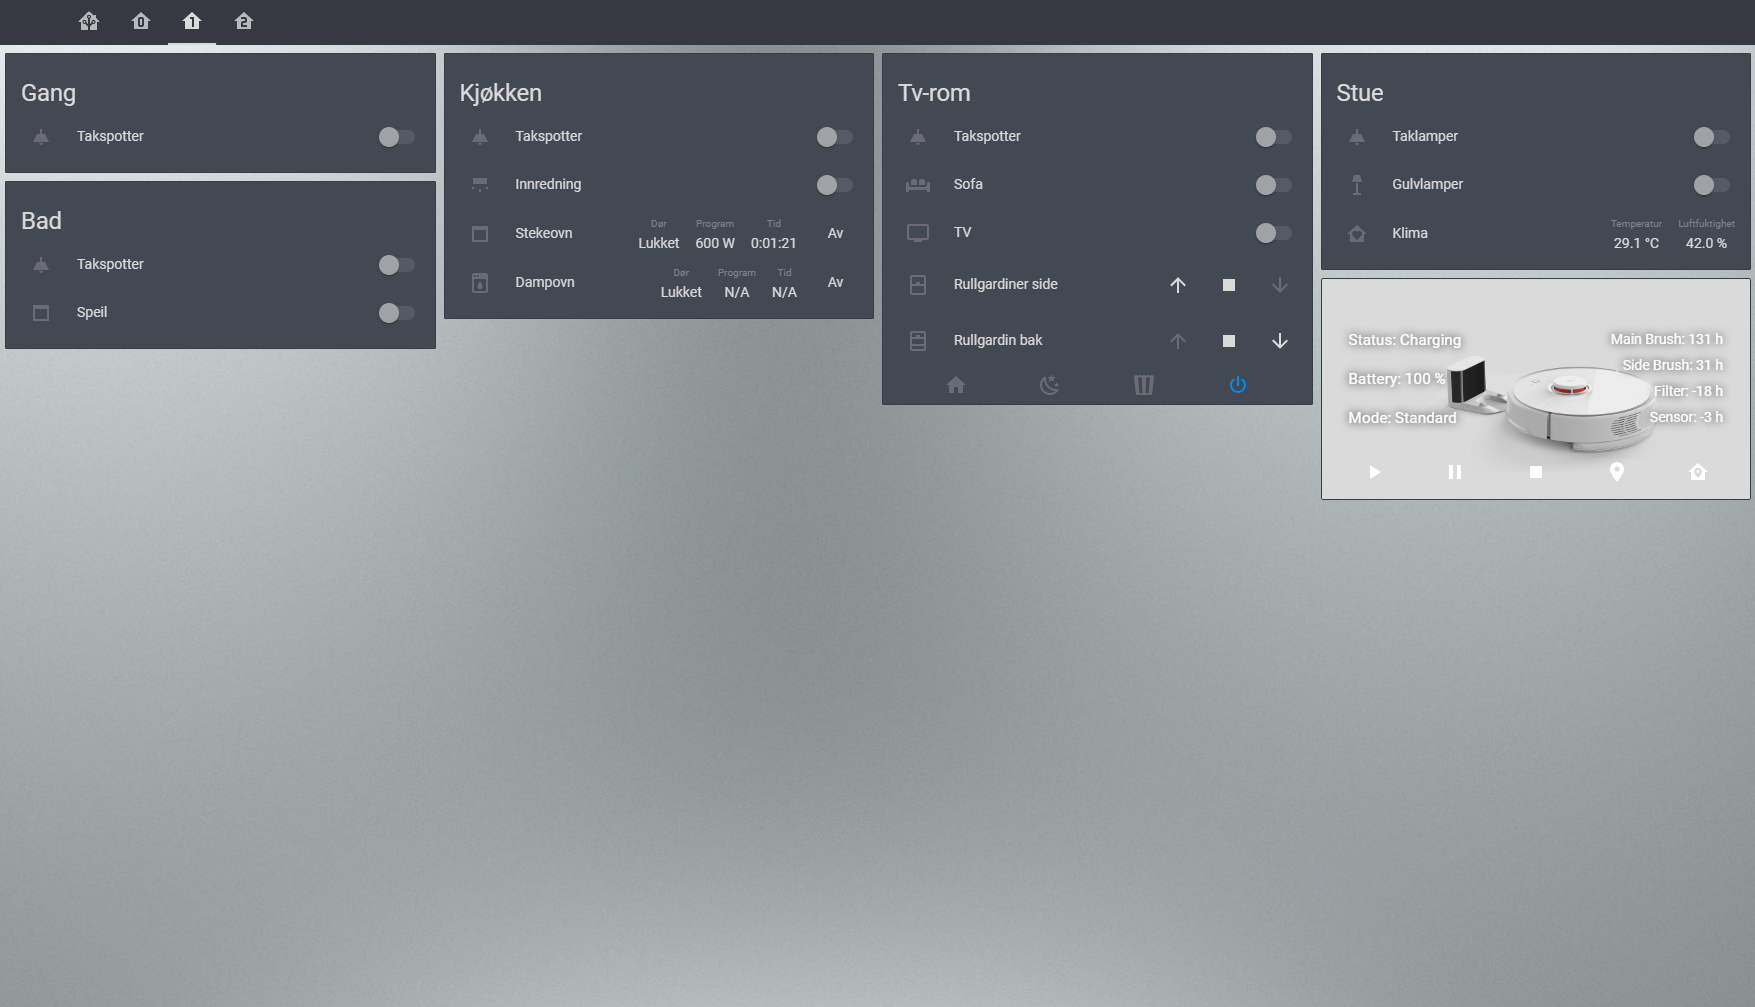 0
1
2
Gang
Takspotter
Bad
Takspotter
Speil
Kjøkken
Takspotter
Innredning
Stekeovn
Dør Program Tid
Lukket 600 W 0:01:21 Av
Dampovn
Dør Program Tid
Lukket N/A N/A Av
Tv-rom
Takspotter
Sofa
TV
Rullgardiner side
Rullgardin bak
Stue
Taklamper
Gulvlamper
Klima
Temperatur Luftfuktighet
29.1 °C 42.0 %
Status: Charging
Battery: 100 %
Mode: Standard
Main Brush: 131 h
Side Brush: 31 h
Filter: -18 h
Sensor: -3 h